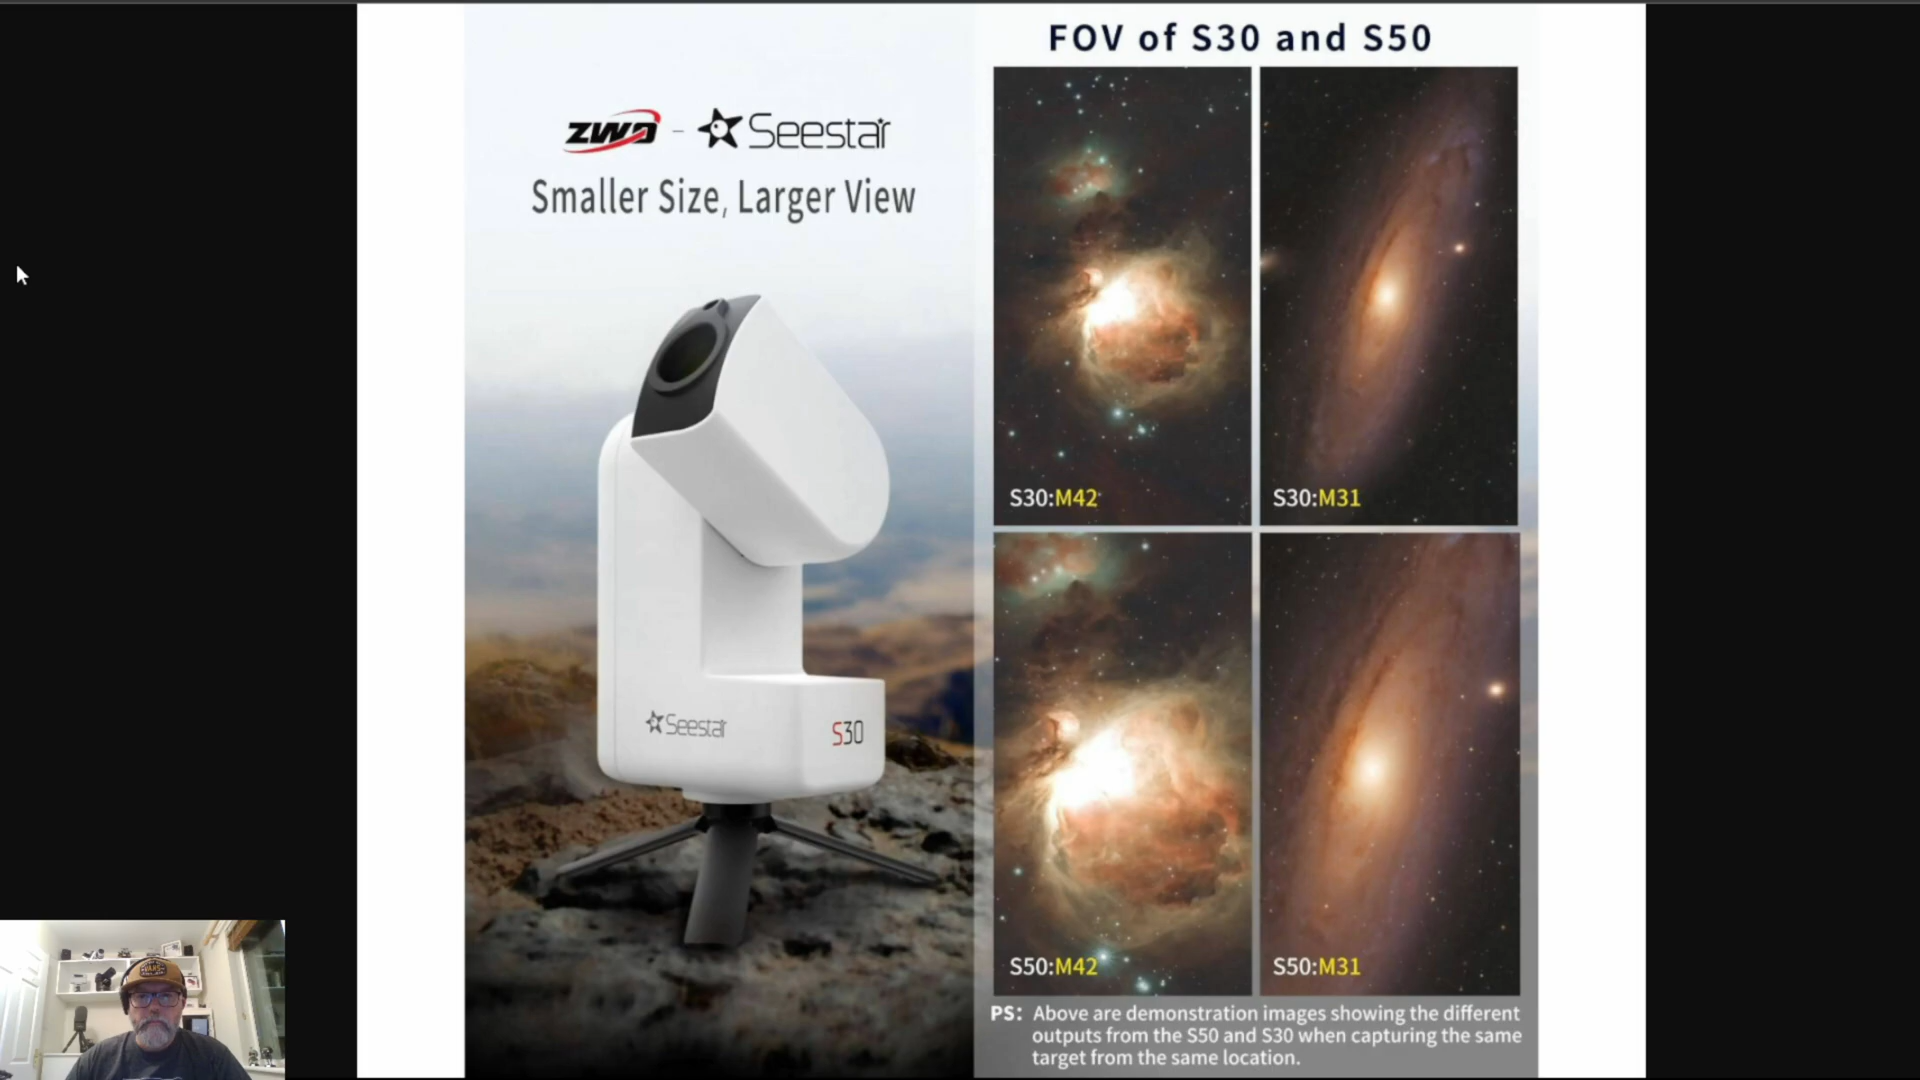 ZWO - Seestar
Smaller Size, Larger View
Seestar
S30
FOV of S30 and S50
S30:M42
S30:M31
S50:M42
S50:M31
PS: Above are demonstration images showing the different
outputs from the S50 and S30 when capturing the same
target from the same location.
VANS